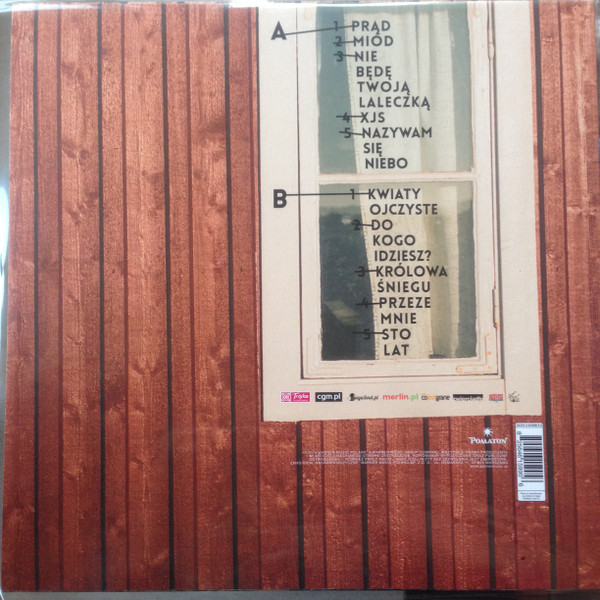 A
1 PRĄD
2 MIÓD
3 NIE
BĘDĘ
TWOJĄ
LALECZKĄ
4 XJS
5 NAZYWAM
SIĘ
NIEBO
B
1 KWIATY
OJCZYSTE
2 DO
KOGO
IDZIESZ?
3 KRÓLOWA
ŚNIEGU
4 PRZEZE
MNIE
5 STO
LAT
cgm.pl merlin.pl
POMATON